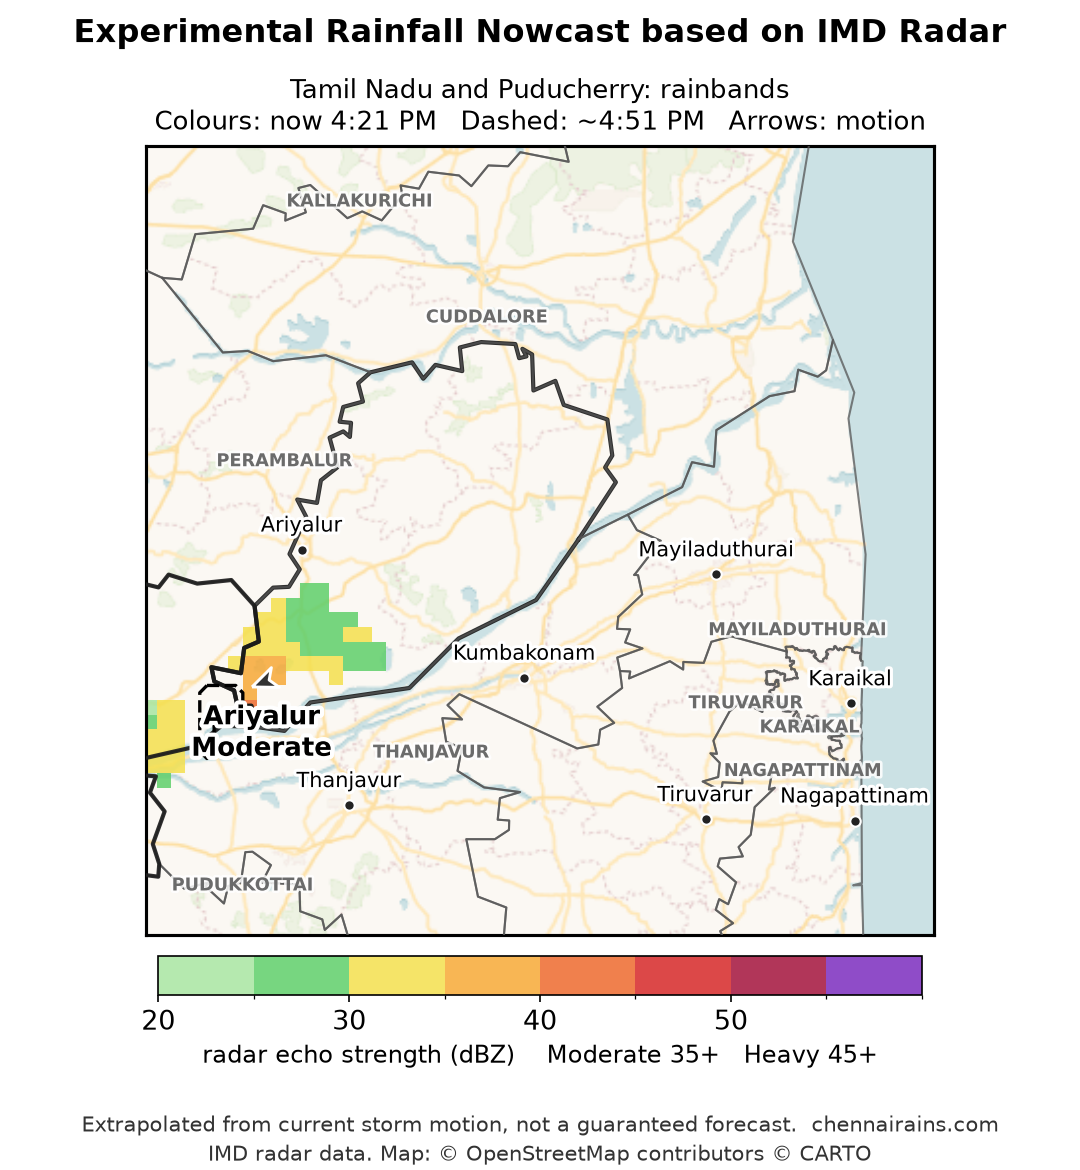 Experimental Rainfall Nowcast based on IMD Radar
Tamil Nadu and Puducherry: rainbands
Colours: now 4:21 PM   Dashed: ~4:51 PM   Arrows: motion
KALLAKURICHI
CUDDALORE
PERAMBALUR
Ariyalur
Mayiladuthurai
MAYILADUTHURAI
Kumbakonam
Karaikal
TIRUVARUR
KARAIKAL
Ariyalur
Moderate
THANJAVUR
NAGAPATTINAM
Thanjavur
Tiruvarur
Nagapattinam
PUDUKKOTTAI
20 30 40 50
radar echo strength (dBZ)    Moderate 35+   Heavy 45+
Extrapolated from current storm motion, not a guaranteed forecast.  chennairains.com
IMD radar data. Map: © OpenStreetMap contributors © CARTO